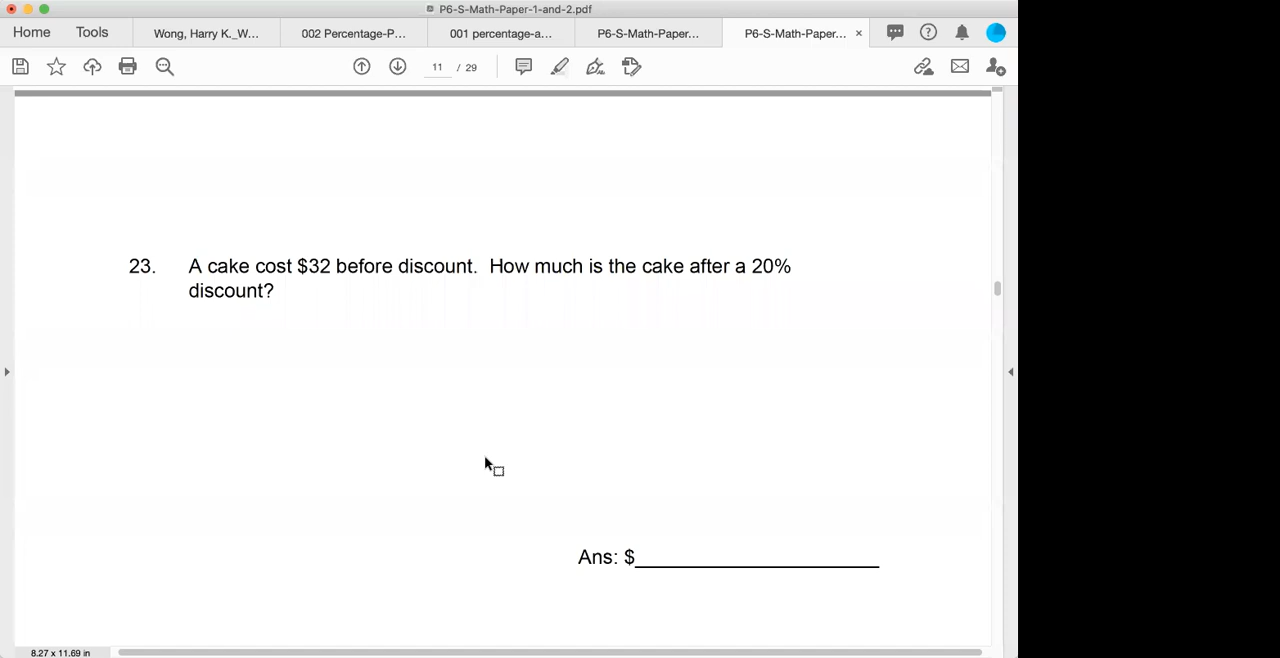 P6-S-Math-Paper-1-and-2.pdf
Home Tools Wong, Harry K._W... 002 Percentage-P... 001 percentage-a... P6-S-Math-Paper... P6-S-Math-Paper... ×
11 / 29
23. A cake cost $32 before discount. How much is the cake after a 20%
discount?
Ans: $
8.27 x 11.69 in